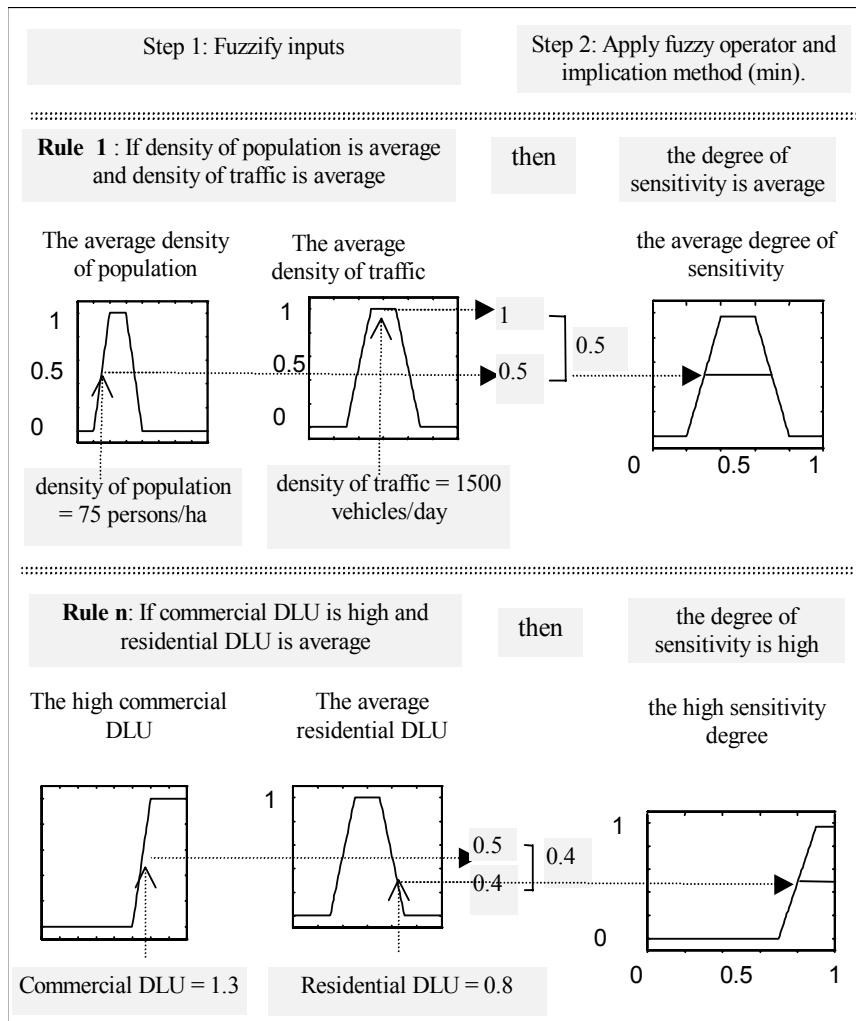 Step 1: Fuzzify inputs
Step 2: Apply fuzzy operator and
implication method (min).
Rule 1 : If density of population is average
and density of traffic is average
then
the degree of
sensitivity is average
The average density
of population
The average
density of traffic
the average degree of
sensitivity
1
0.5
0
1
0.5
0
1
0.5
0.5
0
0.5
1
density of population
= 75 persons/ha
density of traffic = 1500
vehicles/day
Rule n: If commercial DLU is high and
residential DLU is average
then
the degree of
sensitivity is high
The high commercial
DLU
The average
residential DLU
the high sensitivity
degree
1
0.5
0.4
0.4
1
0
0
0.5
1
Commercial DLU = 1.3
Residential DLU = 0.8